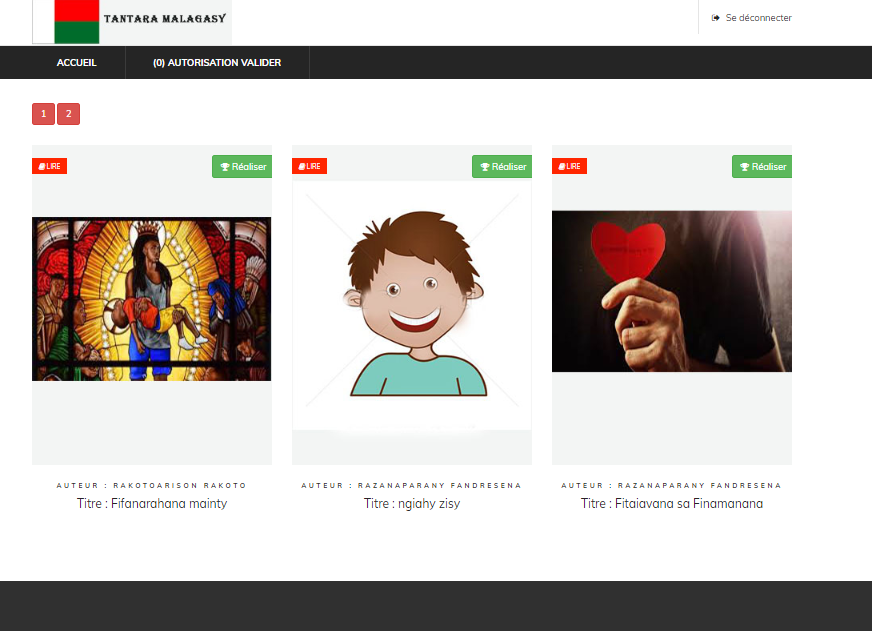 TANTARA MALAGASY
Se déconnecter
ACCUEIL
(0) AUTORISATION VALIDER
1 2
LIRE
Réaliser
LIRE
Réaliser
LIRE
Réaliser
AUTEUR : RAKOTOARISON RAKOTO
Titre : Fifanarahana mainty
AUTEUR : RAZANAPARANY FANDRESENA
Titre : ngiahy zisy
AUTEUR : RAZANAPARANY FANDRESENA
Titre : Fitaiavana sa Finamanana